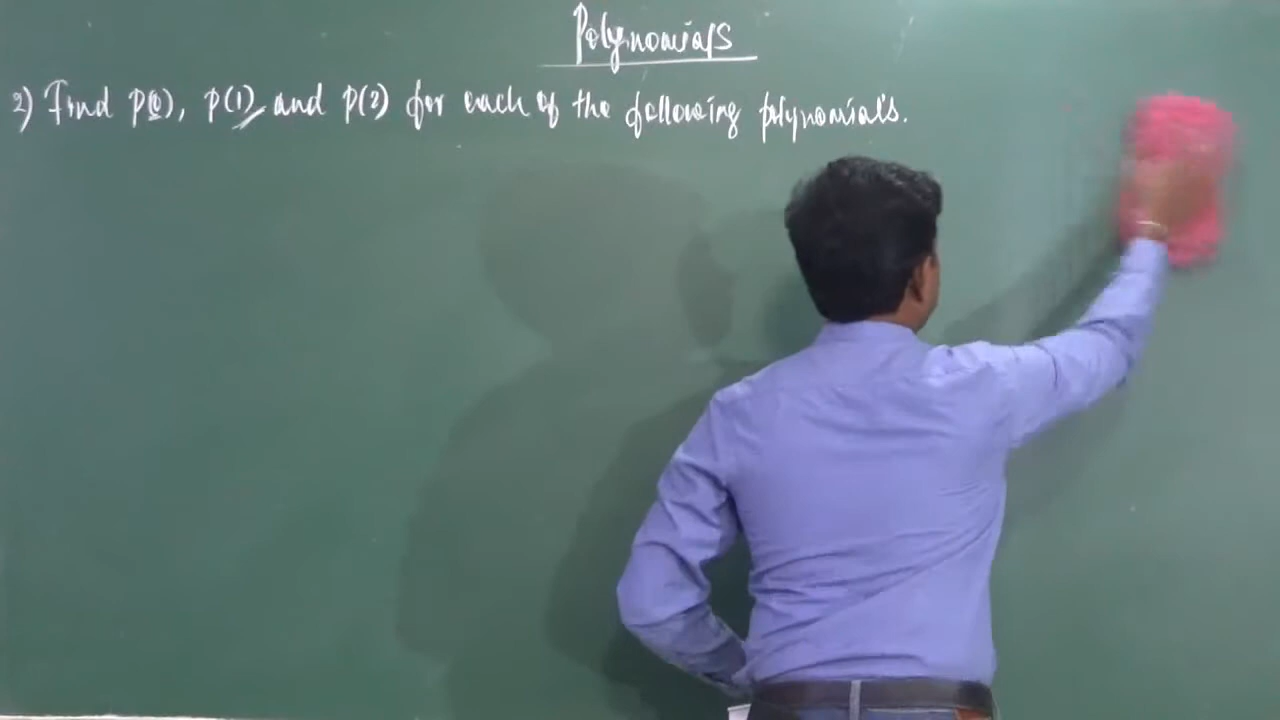 Polynomials
2) Find P(0), P(1), and P(2) for each of the following polynomials.